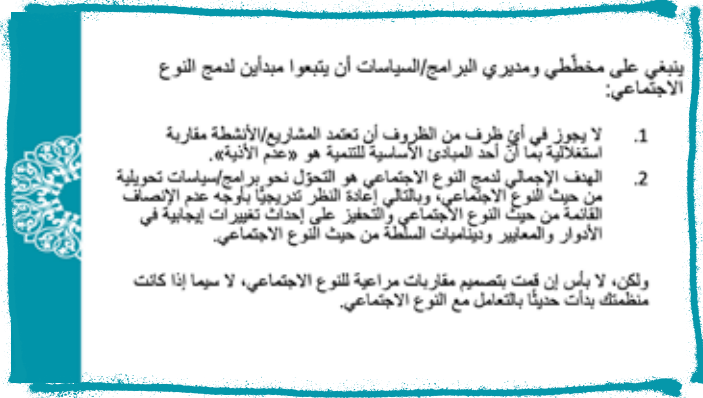 ينبغي على مخطّطي ومديري البرامج/السياسات أن يتبعوا مبدأين لدمج النوع
الاجتماعي:
1. لا يجوز في أيّ ظرف من الظروف أن تعتمد المشاريع/الأنشطة مقاربة
استغلالية بما أنّ أحد المبادئ الأساسية للتنمية هو «عدم الأذية».
2. الهدف الإجمالي لدمج النوع الاجتماعي هو التحوّل نحو برامج/سياسات تحويلية
من حيث النوع الاجتماعي، وبالتالي إعادة النظر تدريجيًا بأوجه عدم الإنصاف
القائمة من حيث النوع الاجتماعي والتحفيز على إحداث تغييرات إيجابية في
الأدوار والمعايير وديناميات السلطة من حيث النوع الاجتماعي.
ولكن، لا بأس إن قمت بتصميم مقاربات مراعية للنوع الاجتماعي، لا سيما إذا كانت
منظمتك بدأت حديثًا بالتعامل مع النوع الاجتماعي.